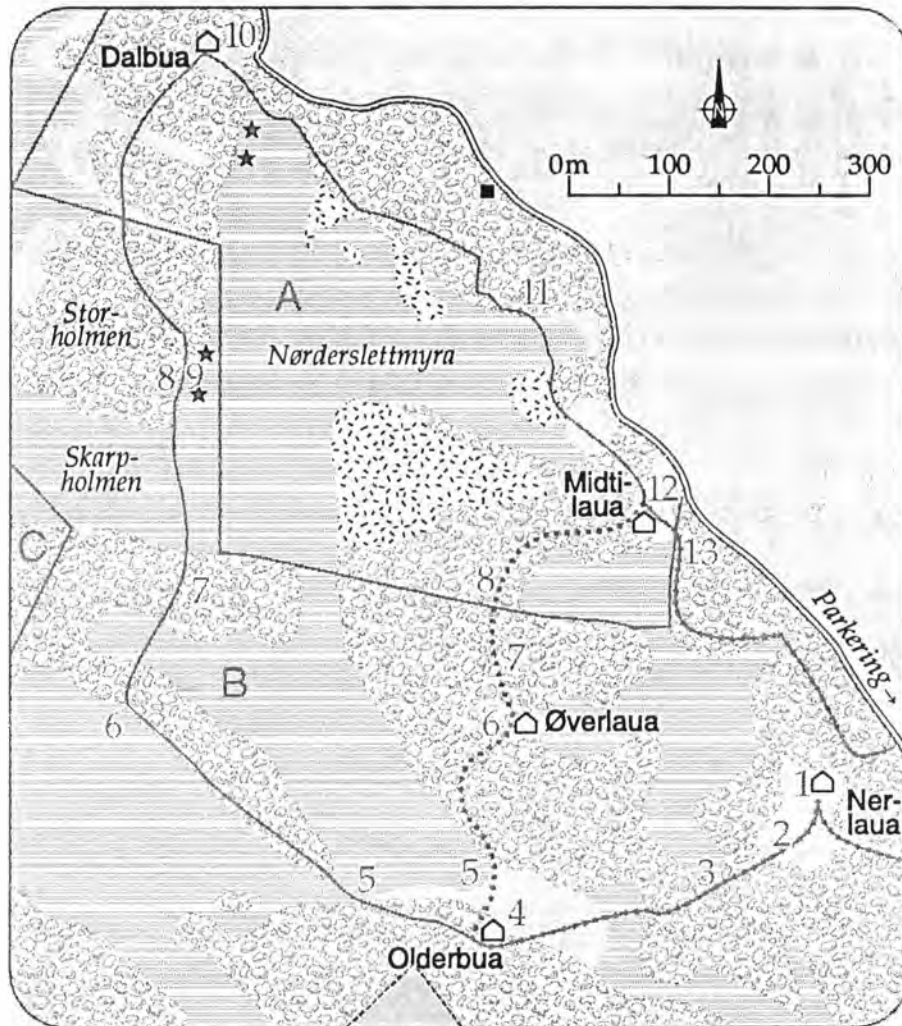 10
Dalbua
N
0m 100 200 300
A
11
Stor-
holmen
Nørderslettmyra
8 9
Skarp-
holmen
Midti-
laua
12
C
13
7
8
Parkering →
B
7
6
6
Øverlaua
1
Ner-
laua
2
5
5
3
4
Olderbua